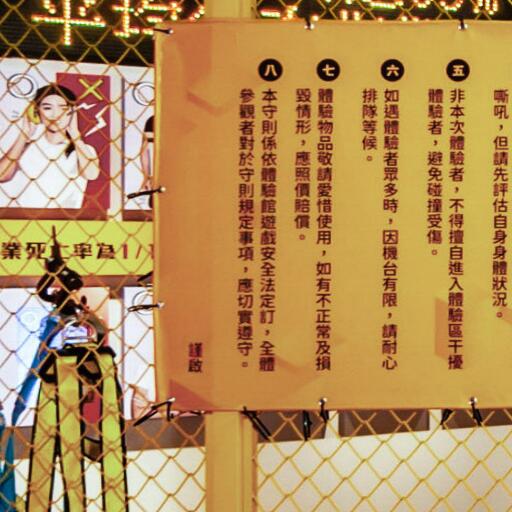 嘶吼，但請先評估自身身體狀況。
五
非本次體驗者，不得擅自進入體驗區干擾
體驗者，避免碰撞受傷。
六
如遇體驗者眾多時，因機台有限，請耐心
排隊等候。
七
體驗物品敬請愛惜使用，如有不正常及損
毀情形，應照價賠償。
八
本守則係依體驗館遊戲安全法定訂，全體
參觀者對於守則規定事項，應切實遵守。
謹啟
業死亡率為1/1